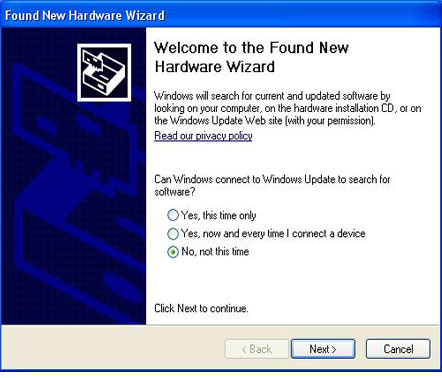 Found New Hardware Wizard
Welcome to the Found New
Hardware Wizard
Windows will search for current and updated software by
looking on your computer, on the hardware installation CD, or on
the Windows Update Web site (with your permission).
Read our privacy policy
Can Windows connect to Windows Update to search for
software?
Yes, this time only
Yes, now and every time I connect a device
No, not this time
Click Next to continue.
< Back Next > Cancel